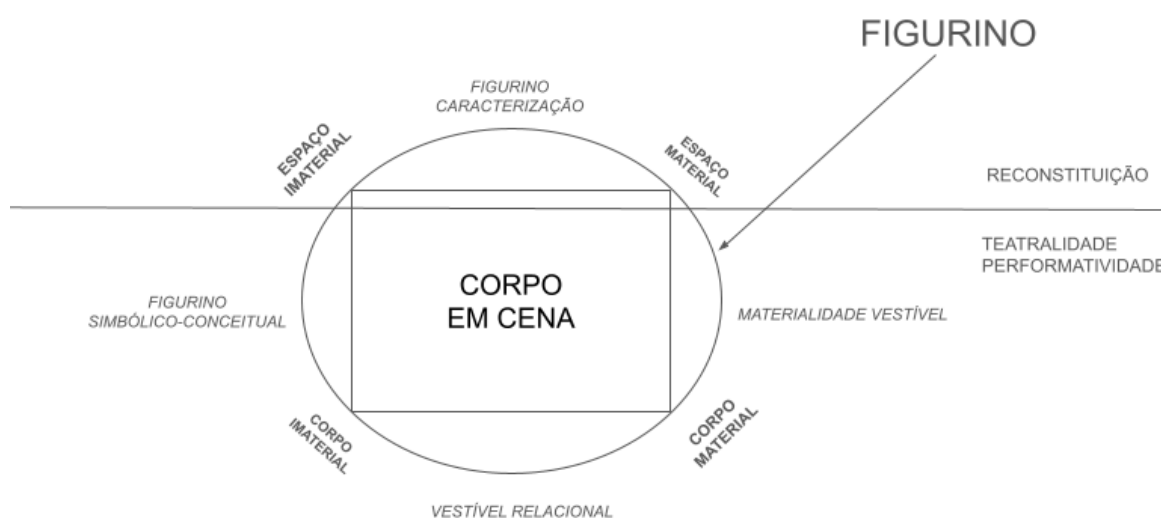 FIGURINO
FIGURINO
CARACTERIZAÇÃO
ESPAÇO
IMATERIAL
ESPAÇO
MATERIAL
RECONSTITUIÇÃO
TEATRALIDADE
PERFORMATIVIDADE
CORPO
EM CENA
FIGURINO
SIMBÓLICO-CONCEITUAL
MATERIALIDADE VESTÍVEL
CORPO
IMATERIAL
CORPO
MATERIAL
VESTÍVEL RELACIONAL